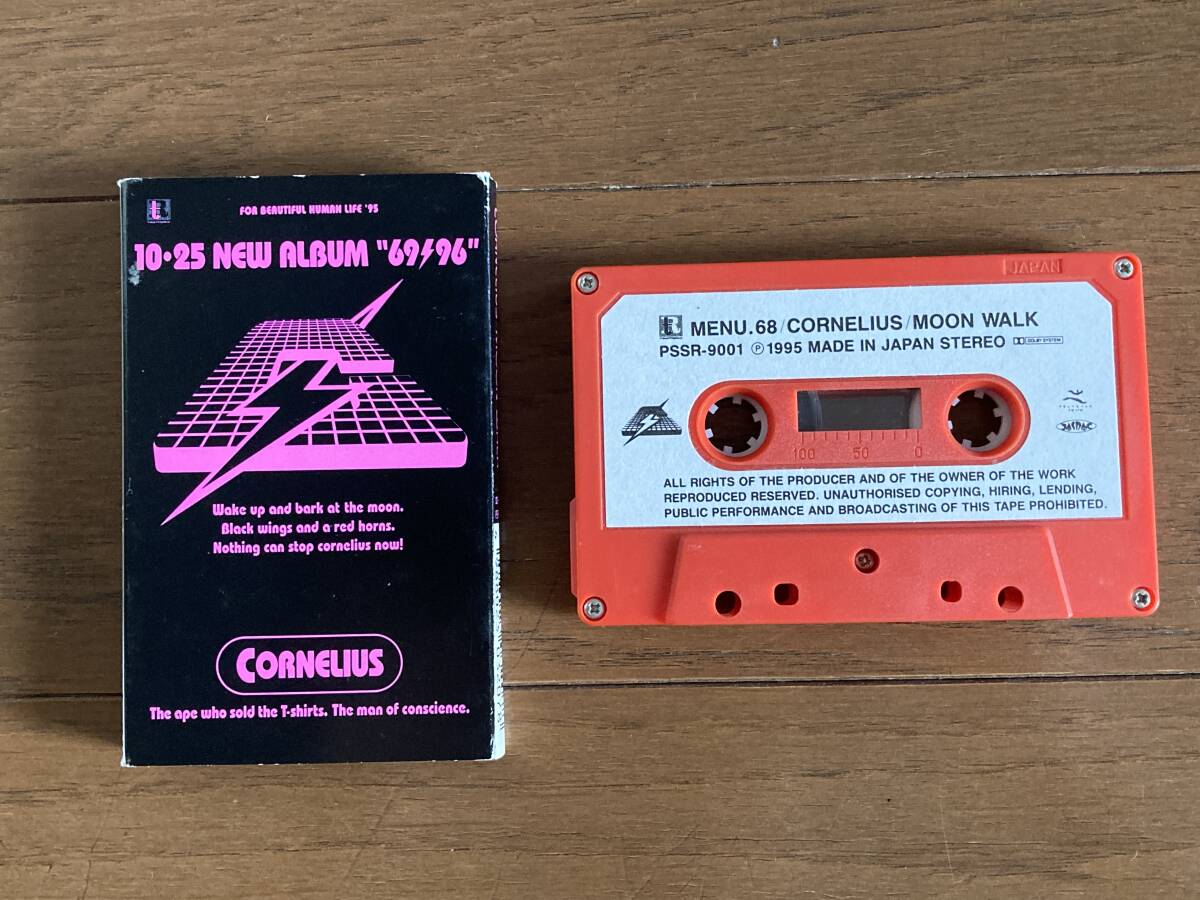 FOR BEAUTIFUL HUMAN LIFE '95
10•25 NEW ALBUM "69⚡96"
Wake up and bark at the moon.
Black wings and a red horns.
Nothing can stop cornelius now!
CORNELIUS
The ape who sold the T-shirts. The man of conscience.
JAPAN
MENU.68/CORNELIUS/MOON WALK
PSSR-9001 Ⓟ1995 MADE IN JAPAN STEREO DOLBY SYSTEM
100 50 0
ALL RIGHTS OF THE PRODUCER AND OF THE OWNER OF THE WORK
REPRODUCED RESERVED. UNAUTHORISED COPYING, HIRING, LENDING,
PUBLIC PERFORMANCE AND BROADCASTING OF THIS TAPE PROHIBITED.